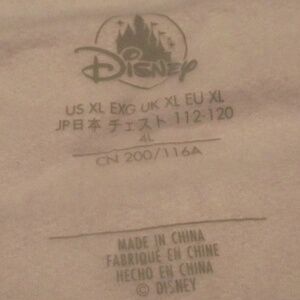 Disney
US XL EXG UK XL EU XL
JP日本 チェスト 112-120
4L
CN 200/116A
MADE IN CHINA
FABRIQUÉ EN CHINE
HECHO EN CHINA
© DISNEY